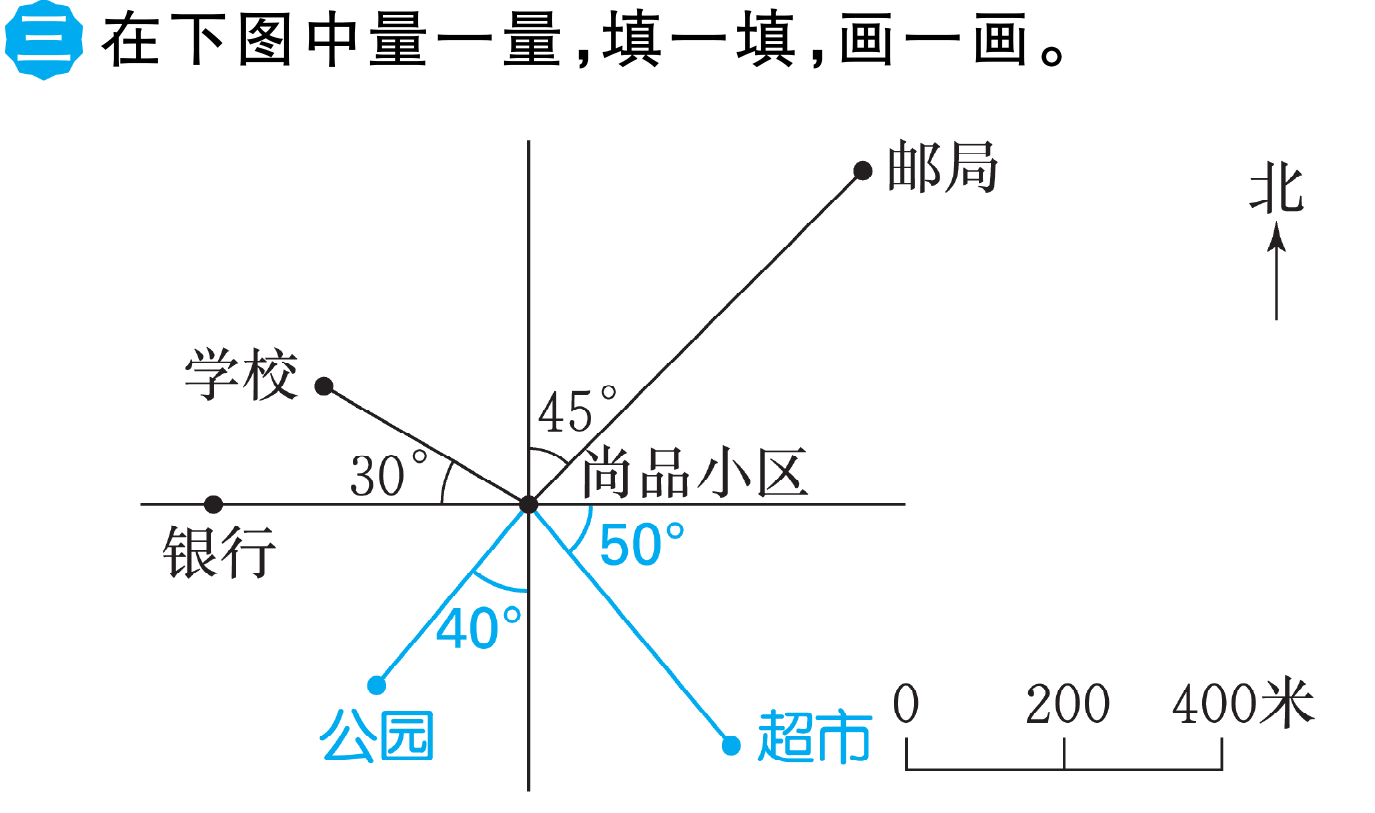 三 在下图中量一量,填一填,画一画。
邮局
北
学校
45°
30°
尚品小区
银行
50°
40°
公园
超市
0 200 400米